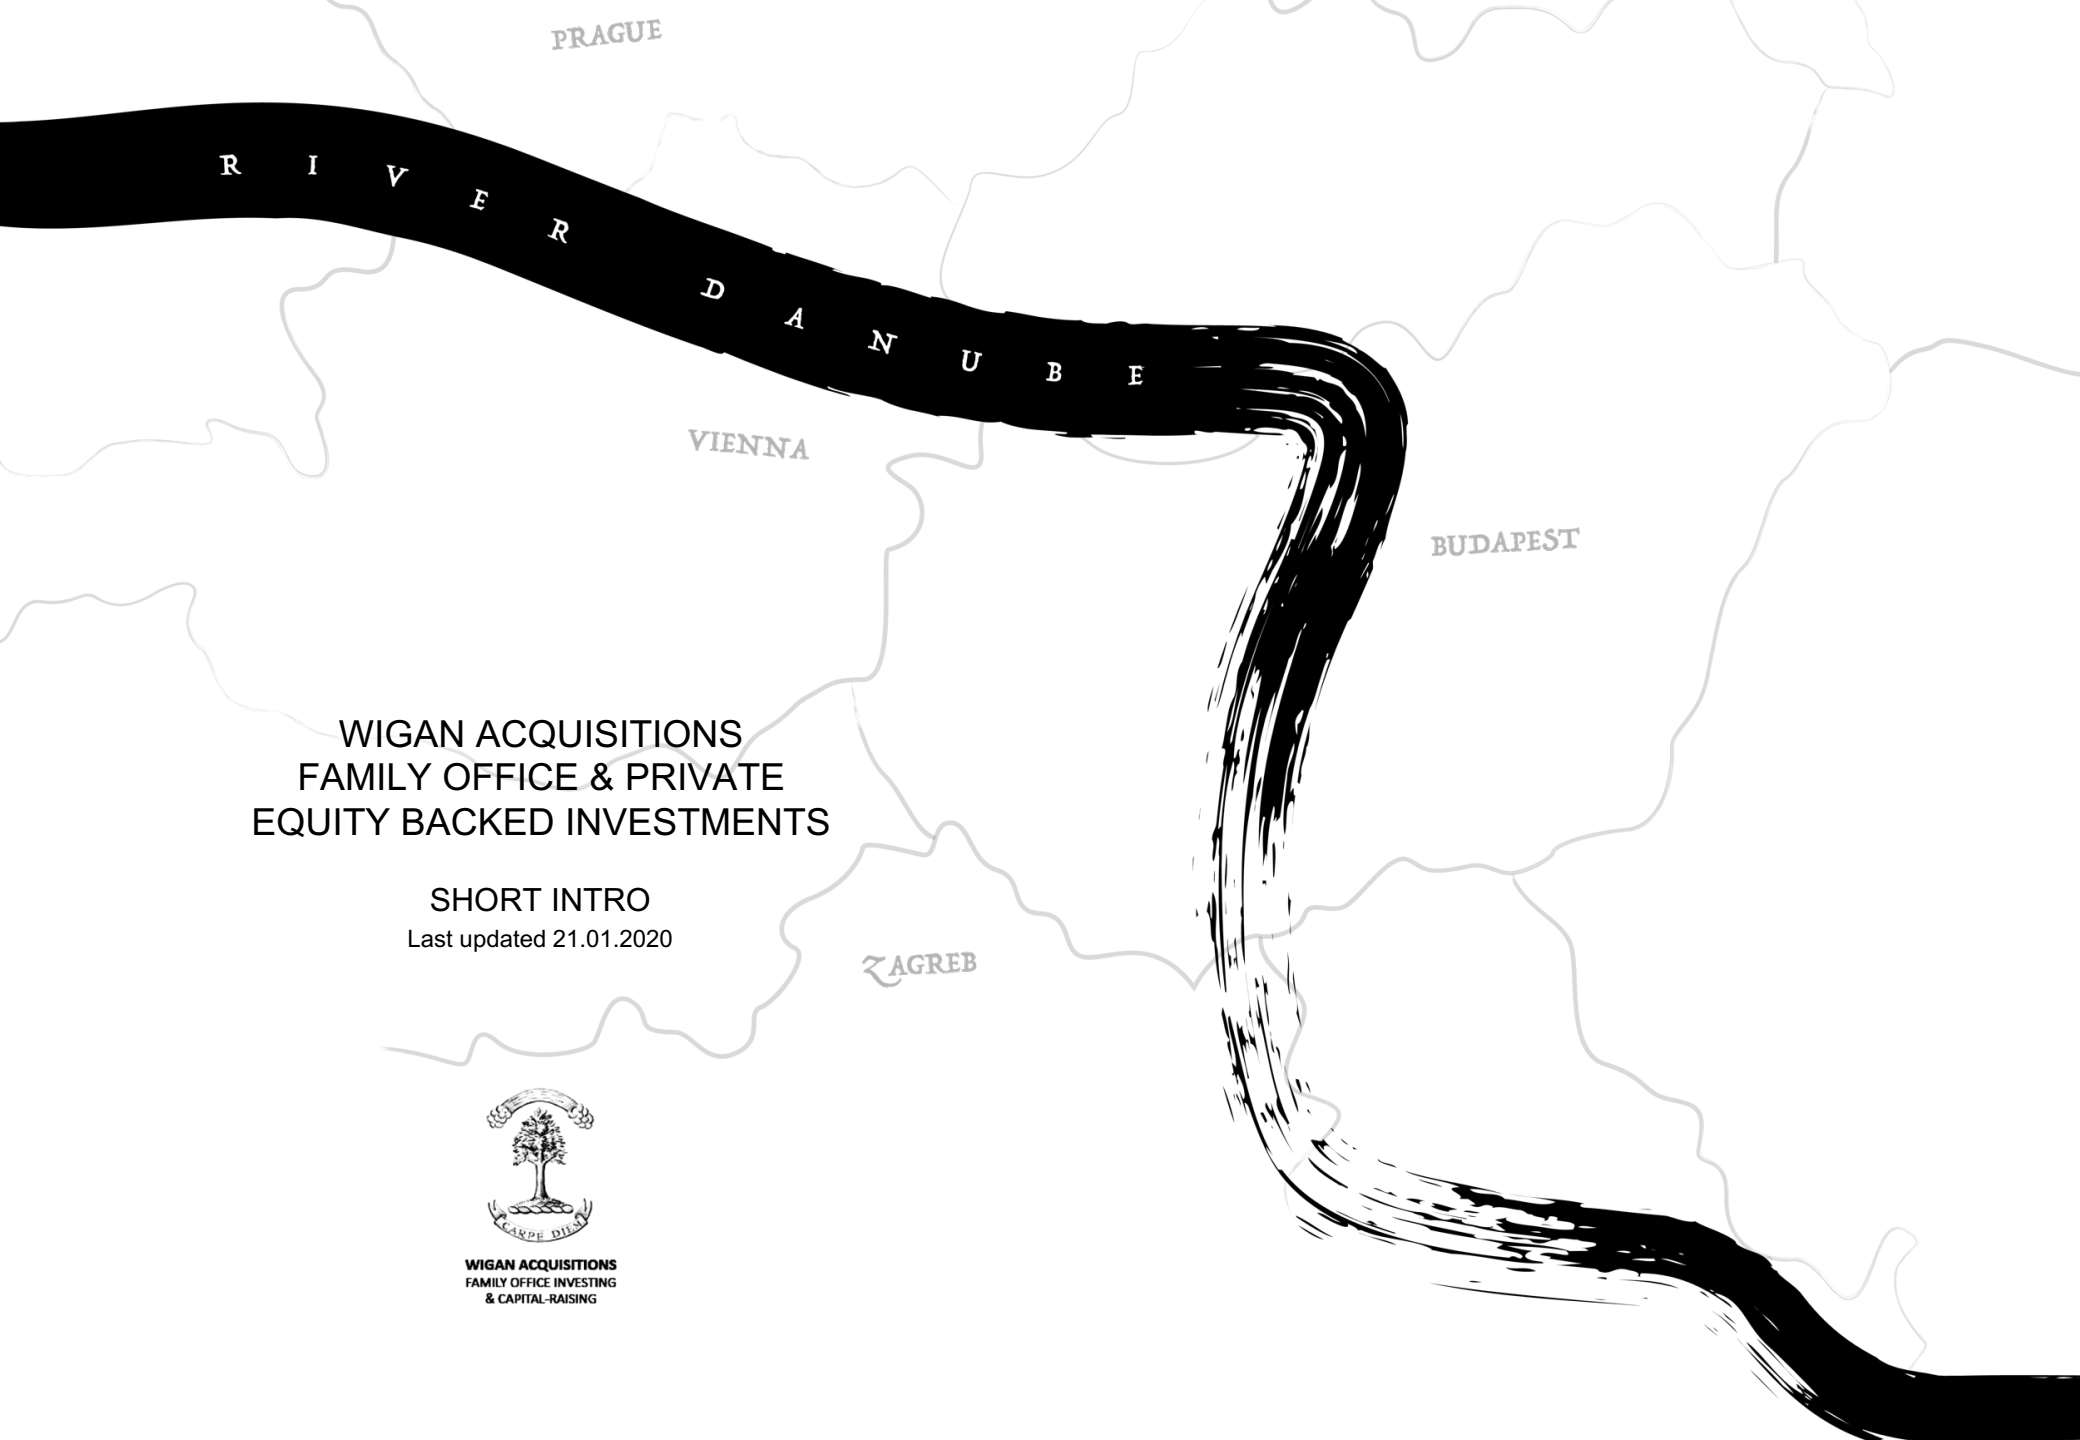 PRAGUE
RIVER DANUBE
VIENNA
BUDAPEST
WIGAN ACQUISITIONS
FAMILY OFFICE & PRIVATE
EQUITY BACKED INVESTMENTS
SHORT INTRO
Last updated 21.01.2020
ZAGREB
CARPE DIEM
WIGAN ACQUISITIONS
FAMILY OFFICE INVESTING
& CAPITAL-RAISING